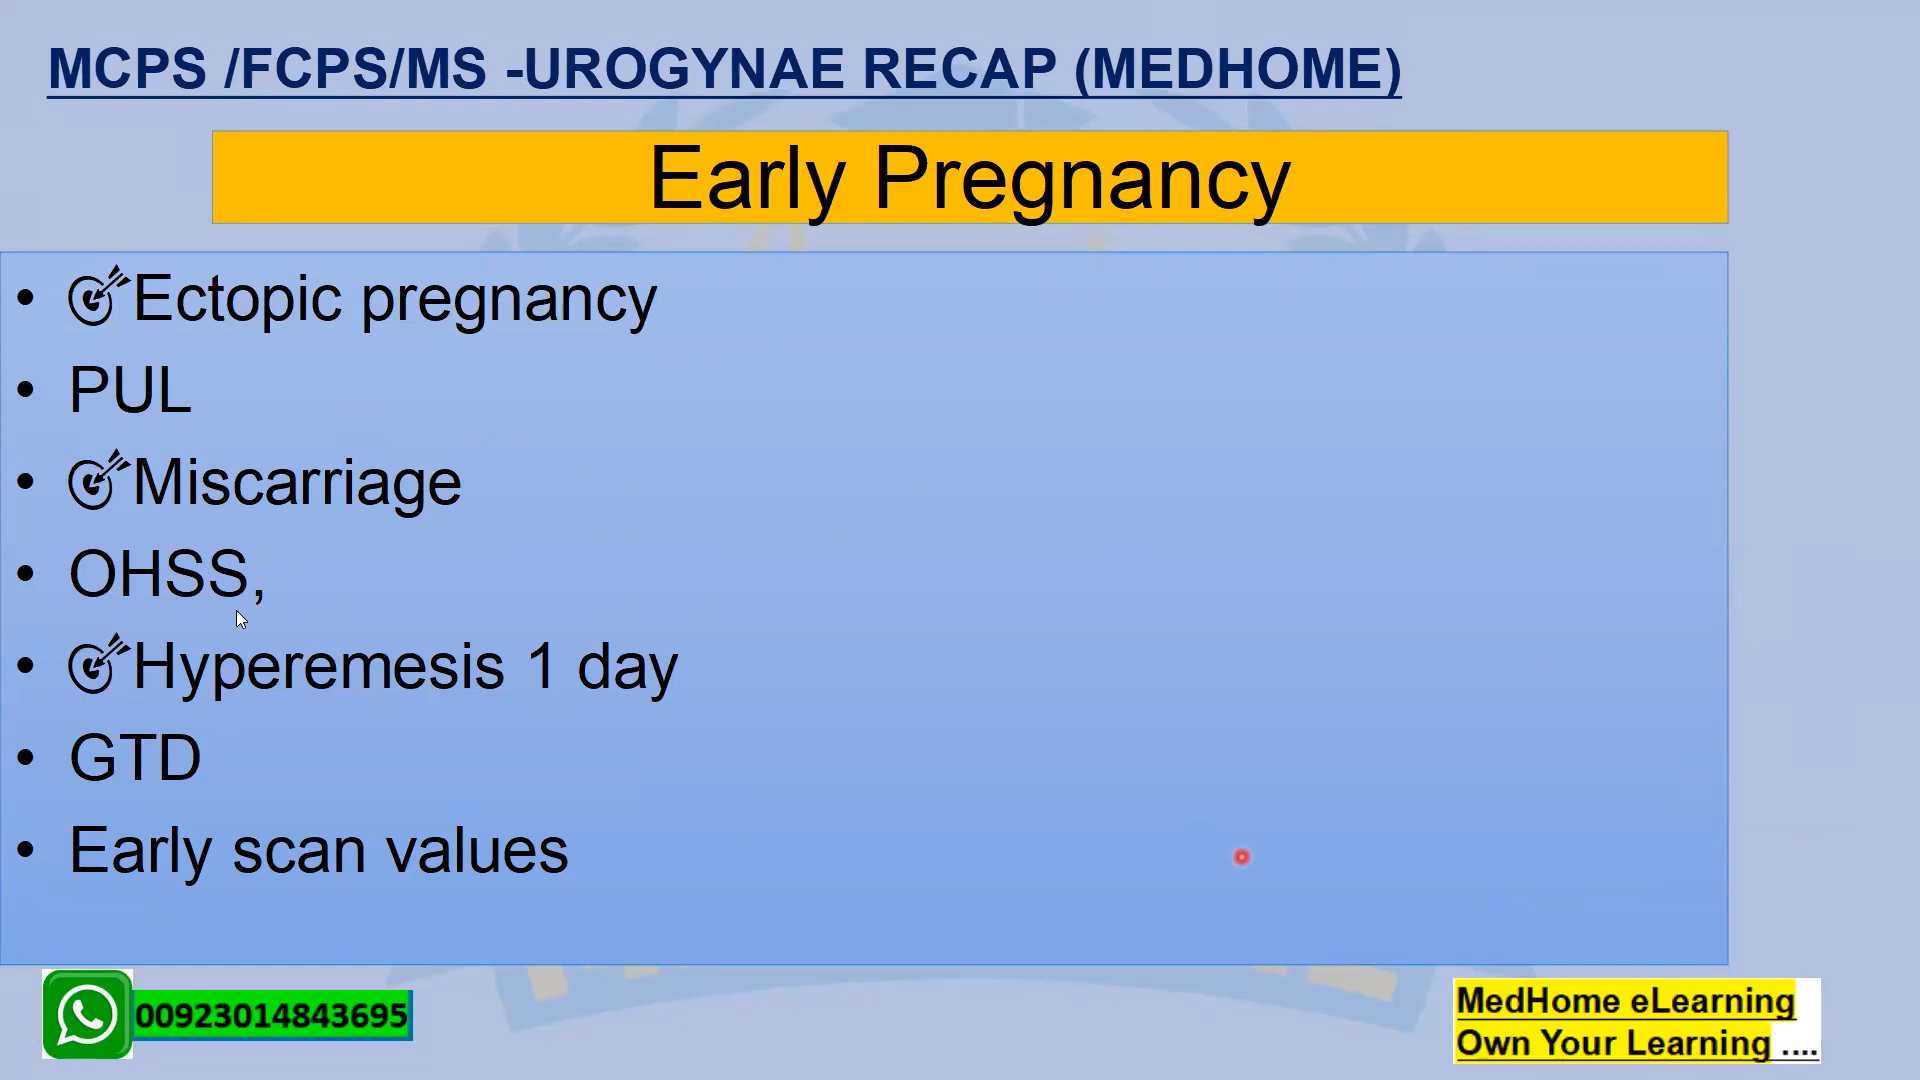 MCPS /FCPS/MS -UROGYNAE RECAP (MEDHOME)
Early Pregnancy
• 🎯Ectopic pregnancy
• PUL
• 🎯Miscarriage
• OHSS,
• 🎯Hyperemesis 1 day
• GTD
• Early scan values
00923014843695
MedHome eLearning
Own Your Learning ....